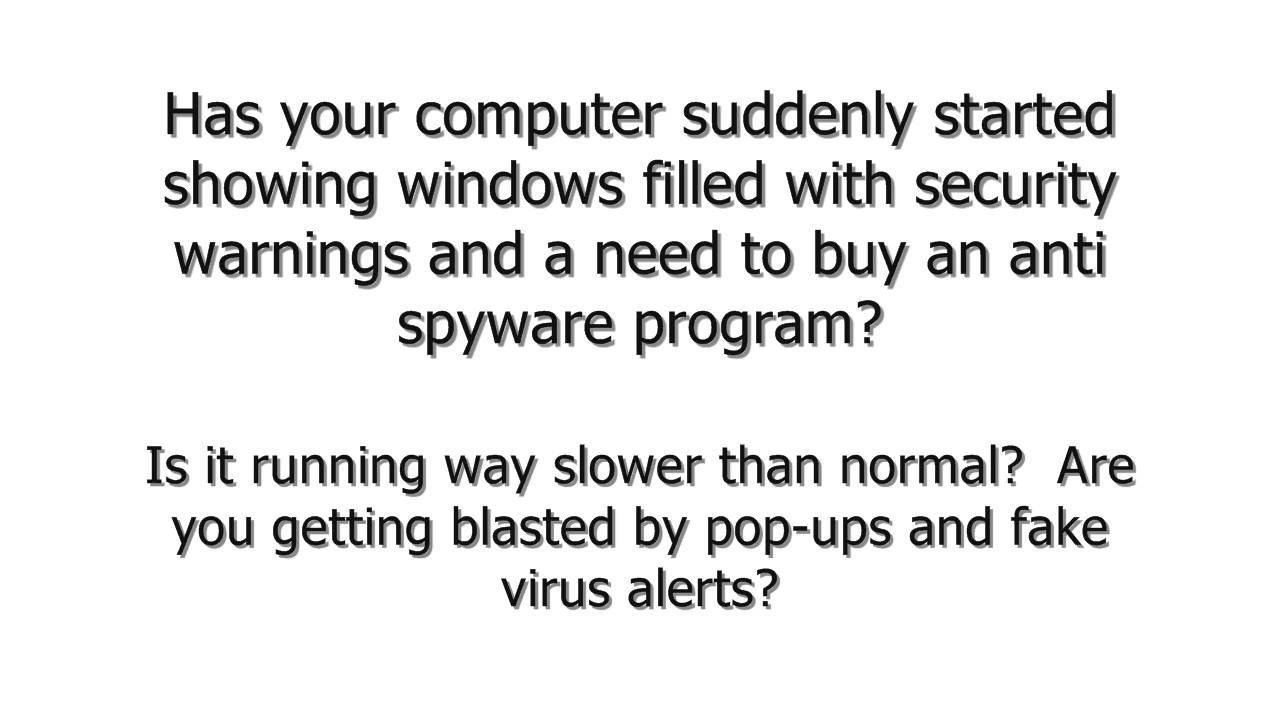 Has your computer suddenly started
showing windows filled with security
warnings and a need to buy an anti
spyware program?
Is it running way slower than normal?  Are
you getting blasted by pop-ups and fake
virus alerts?